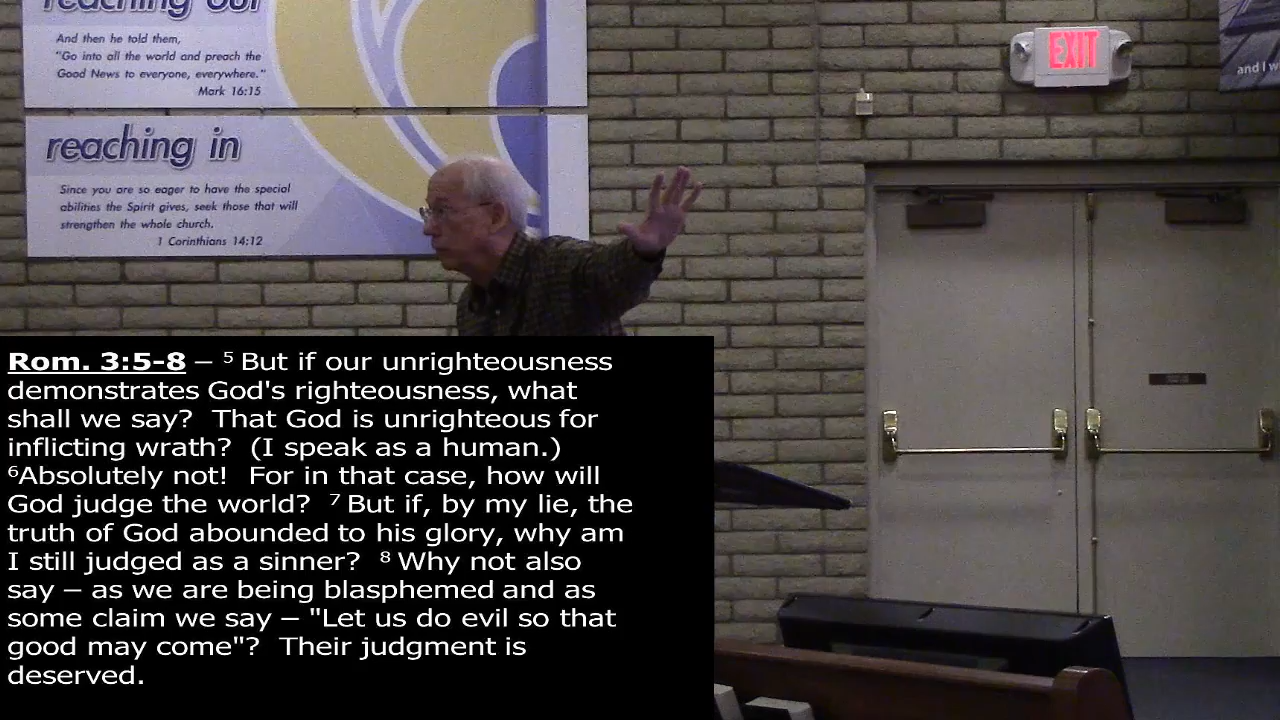 reaching out
And then he told them,
"Go into all the world and preach the
Good News to everyone, everywhere."
Mark 16:15
reaching in
Since you are so eager to have the special
abilities the Spirit gives, seek those that will
strengthen the whole church.
1 Corinthians 14:12
EXIT
and I w
Rom. 3:5-8 – ⁵ But if our unrighteousness
demonstrates God's righteousness, what
shall we say?  That God is unrighteous for
inflicting wrath?  (I speak as a human.)
⁶Absolutely not!  For in that case, how will
God judge the world?  ⁷ But if, by my lie, the
truth of God abounded to his glory, why am
I still judged as a sinner?  ⁸ Why not also
say – as we are being blasphemed and as
some claim we say – "Let us do evil so that
good may come"?  Their judgment is
deserved.